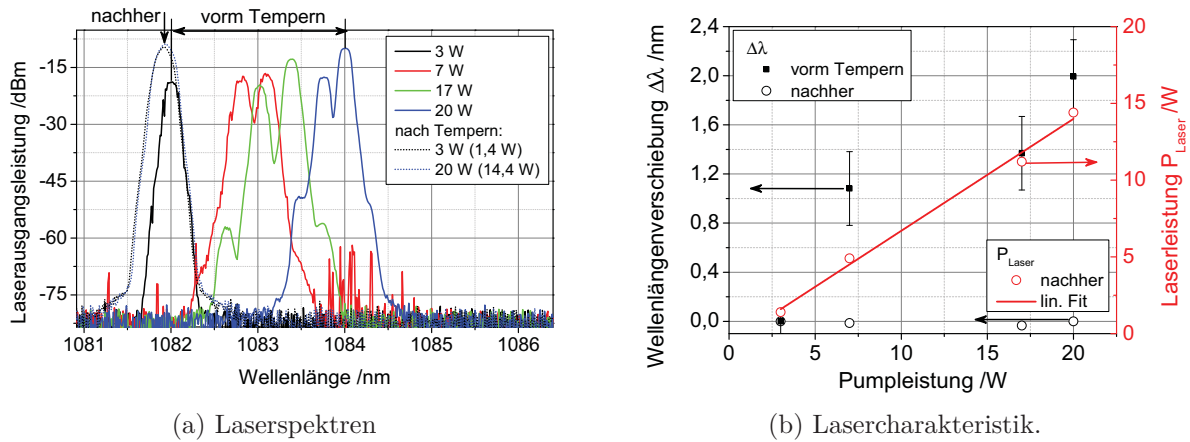 nachher
vorm Tempern
3 W
7 W
17 W
20 W
nach Tempern:
3 W (1,4 W)
20 W (14,4 W)
Laserausgangsleistung /dBm
-15
-30
-45
-60
-75
1081
1082
1083
1084
1085
1086
Wellenlänge /nm
(a) Laserspektren
Wellenlängenverschiebung Δλ/nm
2,4
2,0
1,6
1,2
0,8
0,4
0,0
Δλ
vorm Tempern
nachher
P_Laser
nachher
lin. Fit
20
15
10
5
0
Laserleistung P_Laser /W
0
5
10
15
20
Pumpleistung /W
(b) Lasercharakteristik.